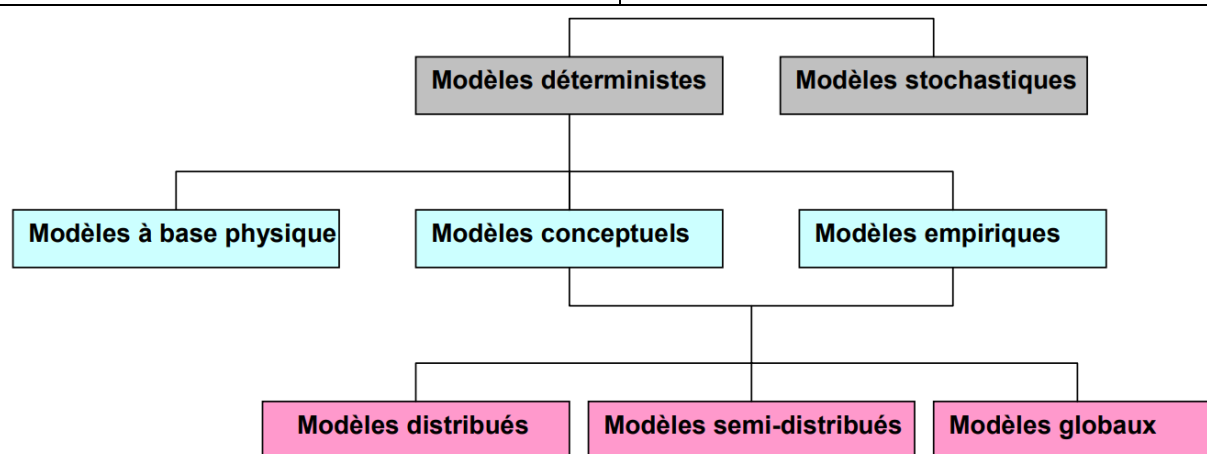 Modèles déterministes
Modèles stochastiques
Modèles à base physique
Modèles conceptuels
Modèles empiriques
Modèles distribués
Modèles semi-distribués
Modèles globaux